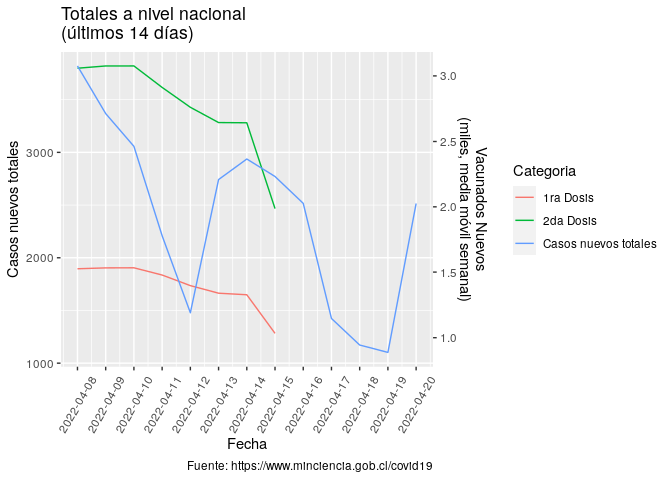 Totales a nivel nacional
(últimos 14 días)
Casos nuevos totales
3000
2000
1000
3.0
2.5
2.0
1.5
1.0
Vacunados Nuevos
(miles, media móvil semanal)
2022-04-08
2022-04-09
2022-04-10
2022-04-11
2022-04-12
2022-04-13
2022-04-14
2022-04-15
2022-04-16
2022-04-17
2022-04-18
2022-04-19
2022-04-20
Fecha
Categoria
1ra Dosis
2da Dosis
Casos nuevos totales
Fuente: https://www.minciencia.gob.cl/covid19